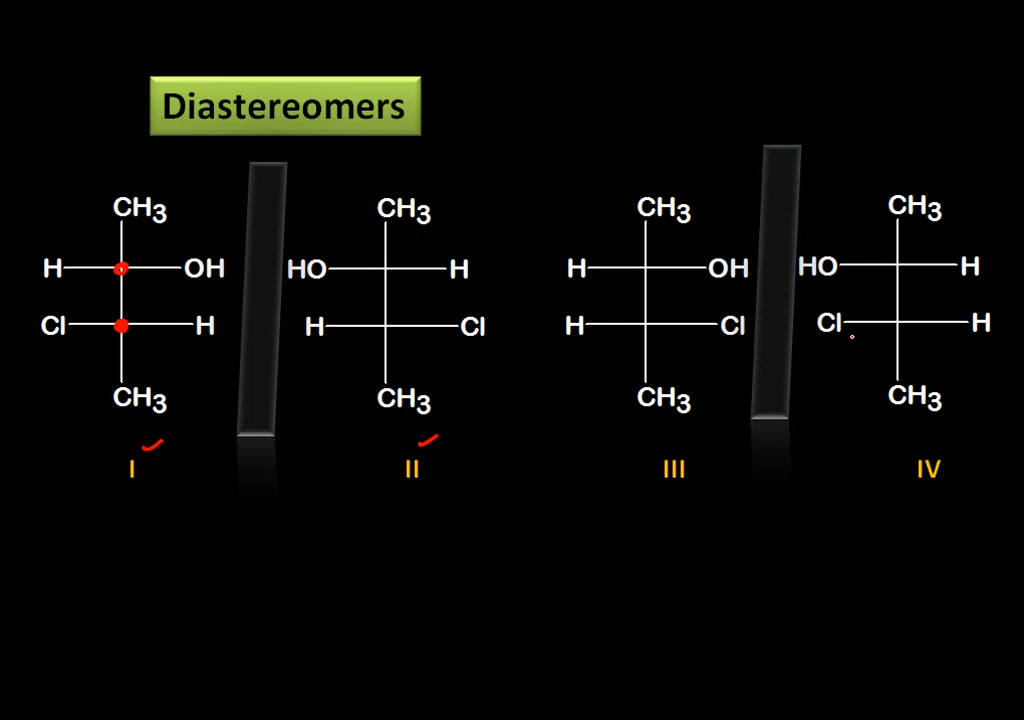 Diastereomers
CH3 CH3 CH3 CH3
H OH HO H H OH HO H
Cl H H Cl H Cl Cl H
CH3 CH3 CH3 CH3
I II III IV